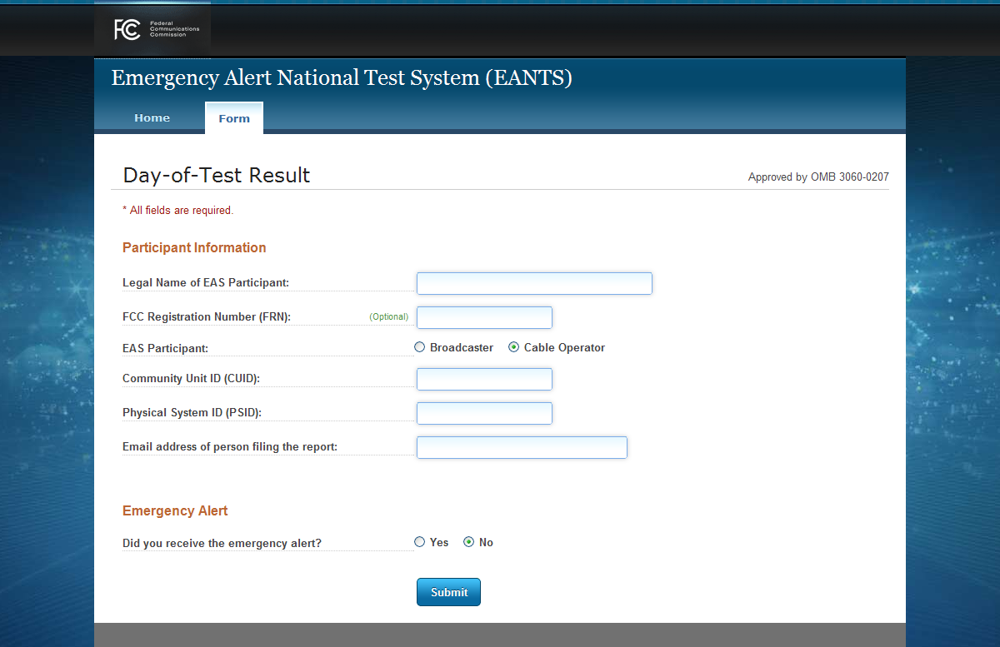 FCC
Federal
Communications
Commission
Emergency Alert National Test System (EANTS)
Home
Form
Day-of-Test Result
Approved by OMB 3060-0207
* All fields are required.
Participant Information
Legal Name of EAS Participant:
FCC Registration Number (FRN): (Optional)
EAS Participant: Broadcaster Cable Operator
Community Unit ID (CUID):
Physical System ID (PSID):
Email address of person filing the report:
Emergency Alert
Did you receive the emergency alert? Yes No
Submit